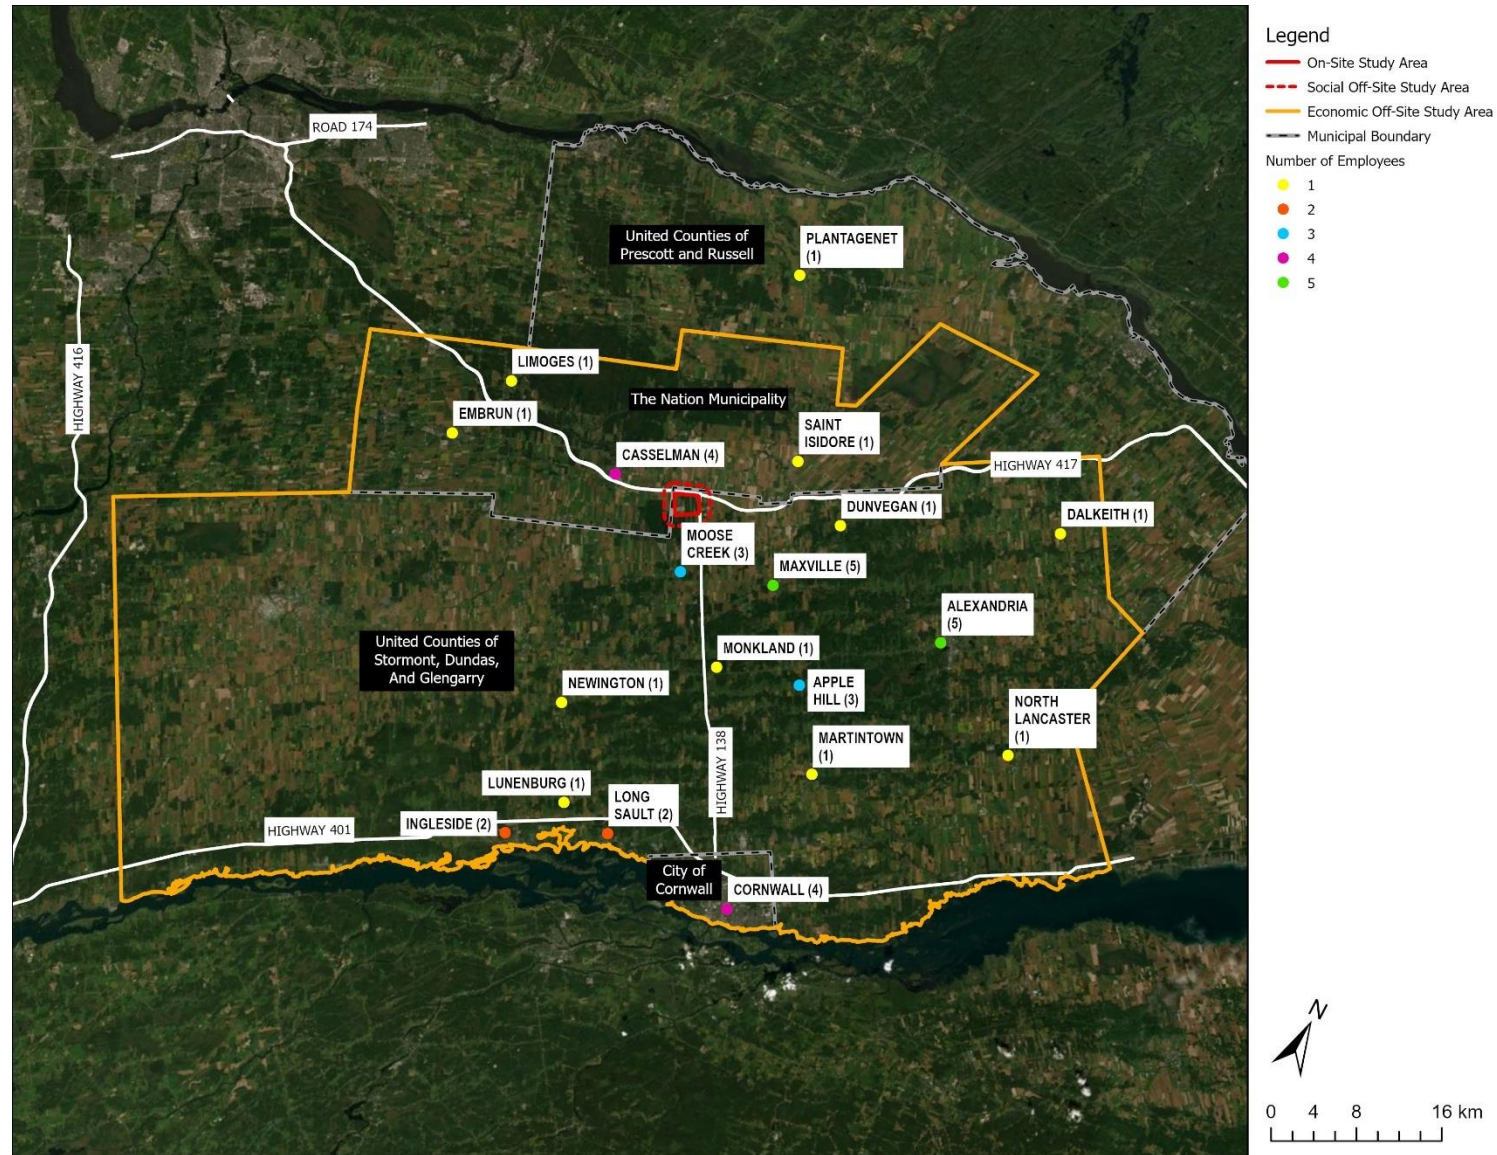 Legend
On-Site Study Area
Social Off-Site Study Area
Economic Off-Site Study Area
Municipal Boundary
Number of Employees
1
2
3
4
5
ROAD 174
United Counties of
Prescott and Russell
PLANTAGENET
(1)
HIGHWAY 416
LIMOGES (1)
The Nation Municipality
EMBRUN (1)
SAINT
ISIDORE (1)
CASSELMAN (4)
HIGHWAY 417
DUNVEGAN (1)
DALKEITH (1)
MOOSE
CREEK (3)
MAXVILLE (5)
ALEXANDRIA
(5)
United Counties of
Stormont, Dundas,
And Glengarry
MONKLAND (1)
NEWINGTON (1)
APPLE
HILL (3)
NORTH
LANCASTER
(1)
MARTINTOWN
(1)
HIGHWAY 138
LUNENBURG (1)
LONG
SAULT (2)
INGLESIDE (2)
HIGHWAY 401
City of
Cornwall
CORNWALL (4)
N
0 4 8 16 km